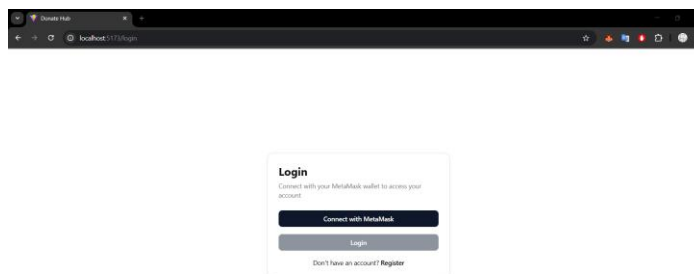 Donate Hub
localhost:5173/login
Login
Connect with your MetaMask wallet to access your
account
Connect with MetaMask
Login
Don't have an account? Register